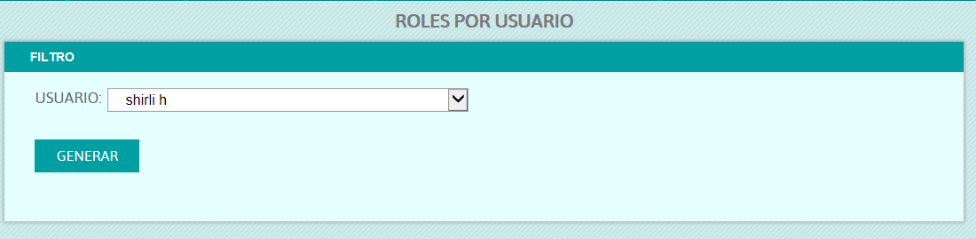 ROLES POR USUARIO
FILTRO
USUARIO: shirli h
GENERAR